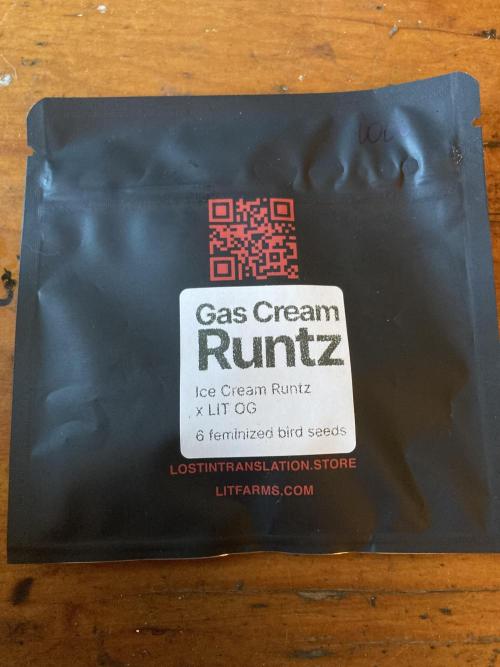 Gas Cream
Runtz
Ice Cream Runtz
x LIT OG
6 feminized bird seeds
LOSTINTRANSLATION.STORE
LITFARMS.COM